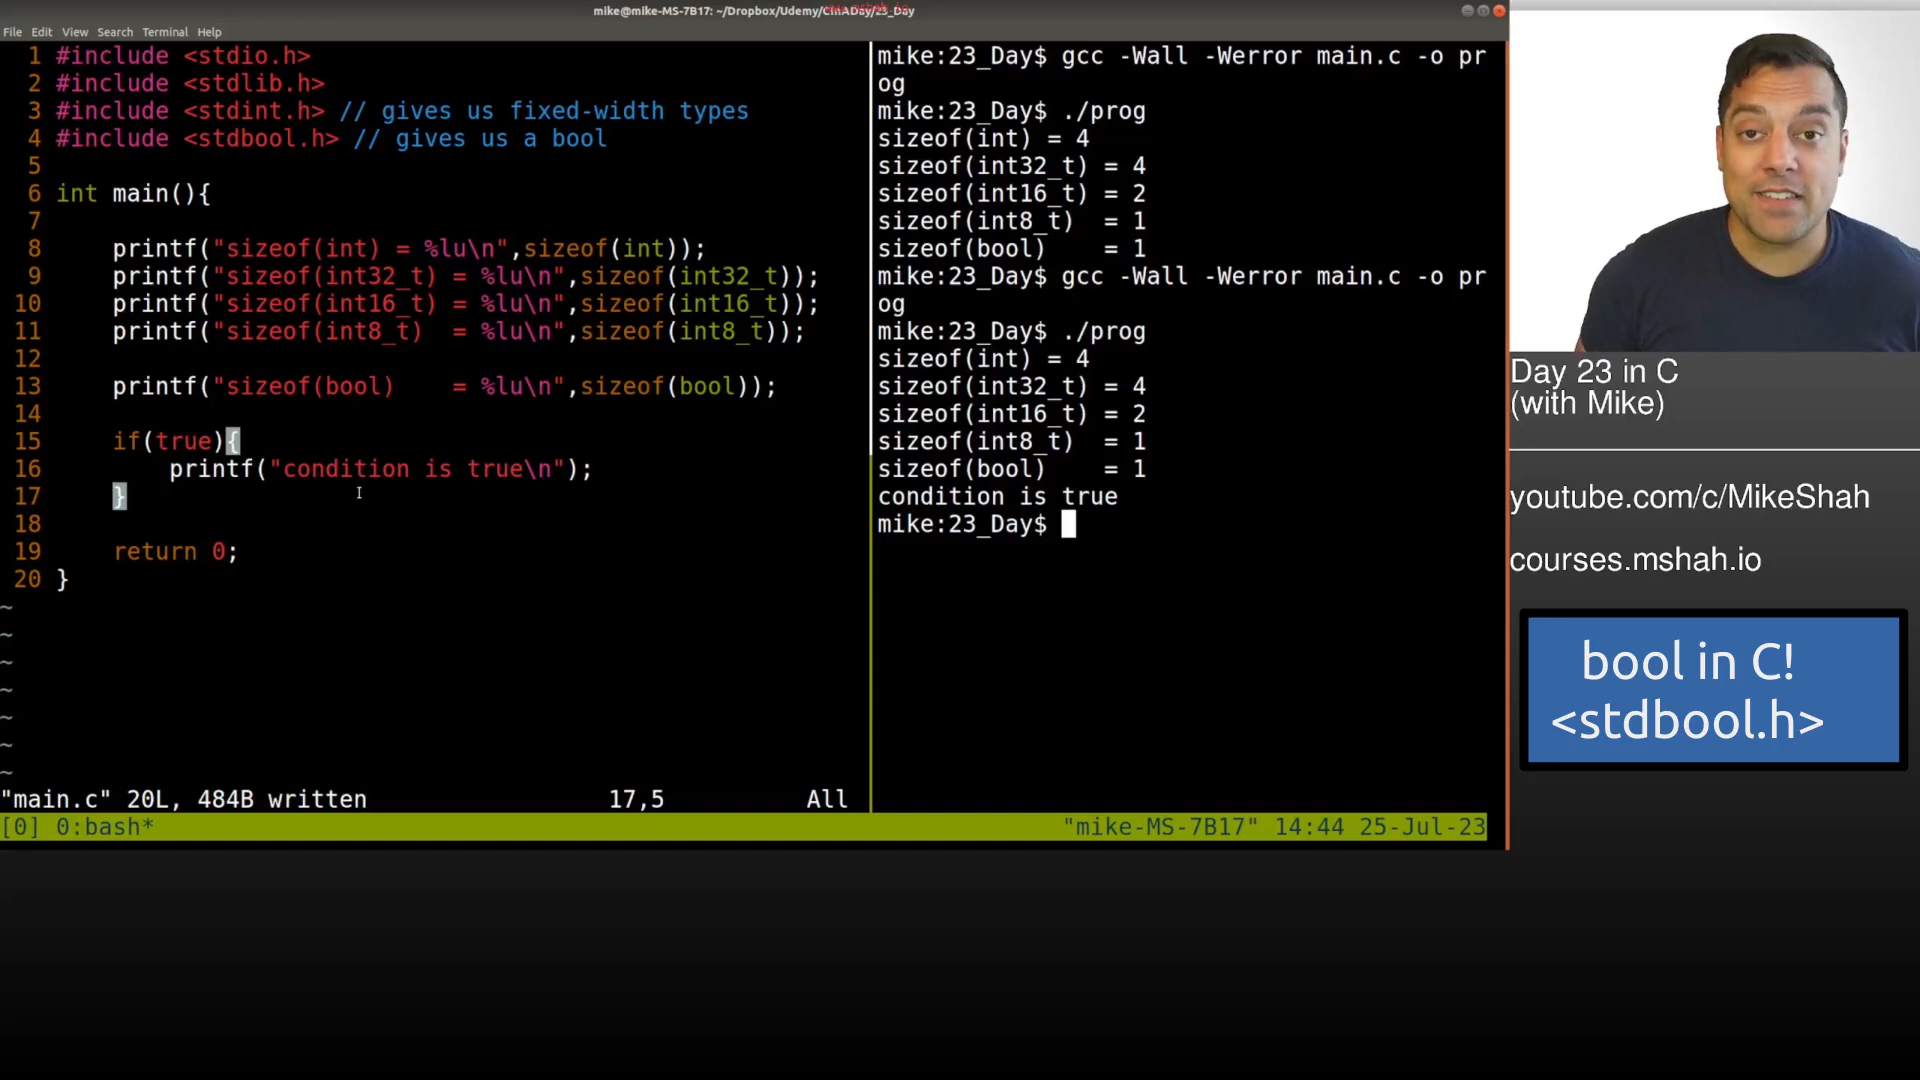 mike@mike-MS-7B17: ~/Dropbox/Udemy/CInADay/23_Day
www.mshah.io
File Edit View Search Terminal Help
1 #include <stdio.h>
2 #include <stdlib.h>
3 #include <stdint.h> // gives us fixed-width types
4 #include <stdbool.h> // gives us a bool
5
6 int main(){
7
8     printf("sizeof(int) = %lu\n",sizeof(int));
9     printf("sizeof(int32_t) = %lu\n",sizeof(int32_t));
10     printf("sizeof(int16_t) = %lu\n",sizeof(int16_t));
11     printf("sizeof(int8_t)  = %lu\n",sizeof(int8_t));
12
13     printf("sizeof(bool)    = %lu\n",sizeof(bool));
14
15     if(true){
16         printf("condition is true\n");
17     }
18
19     return 0;
20 }
~
~
~
~
~
~
~
"main.c" 20L, 484B written 17,5 All
mike:23_Day$ gcc -Wall -Werror main.c -o pr
og
mike:23_Day$ ./prog
sizeof(int) = 4
sizeof(int32_t) = 4
sizeof(int16_t) = 2
sizeof(int8_t)  = 1
sizeof(bool)    = 1
mike:23_Day$ gcc -Wall -Werror main.c -o pr
og
mike:23_Day$ ./prog
sizeof(int) = 4
sizeof(int32_t) = 4
sizeof(int16_t) = 2
sizeof(int8_t)  = 1
sizeof(bool)    = 1
condition is true
mike:23_Day$
[0] 0:bash* "mike-MS-7B17" 14:44 25-Jul-23
Day 23 in C
(with Mike)
youtube.com/c/MikeShah
courses.mshah.io
bool in C!
<stdbool.h>